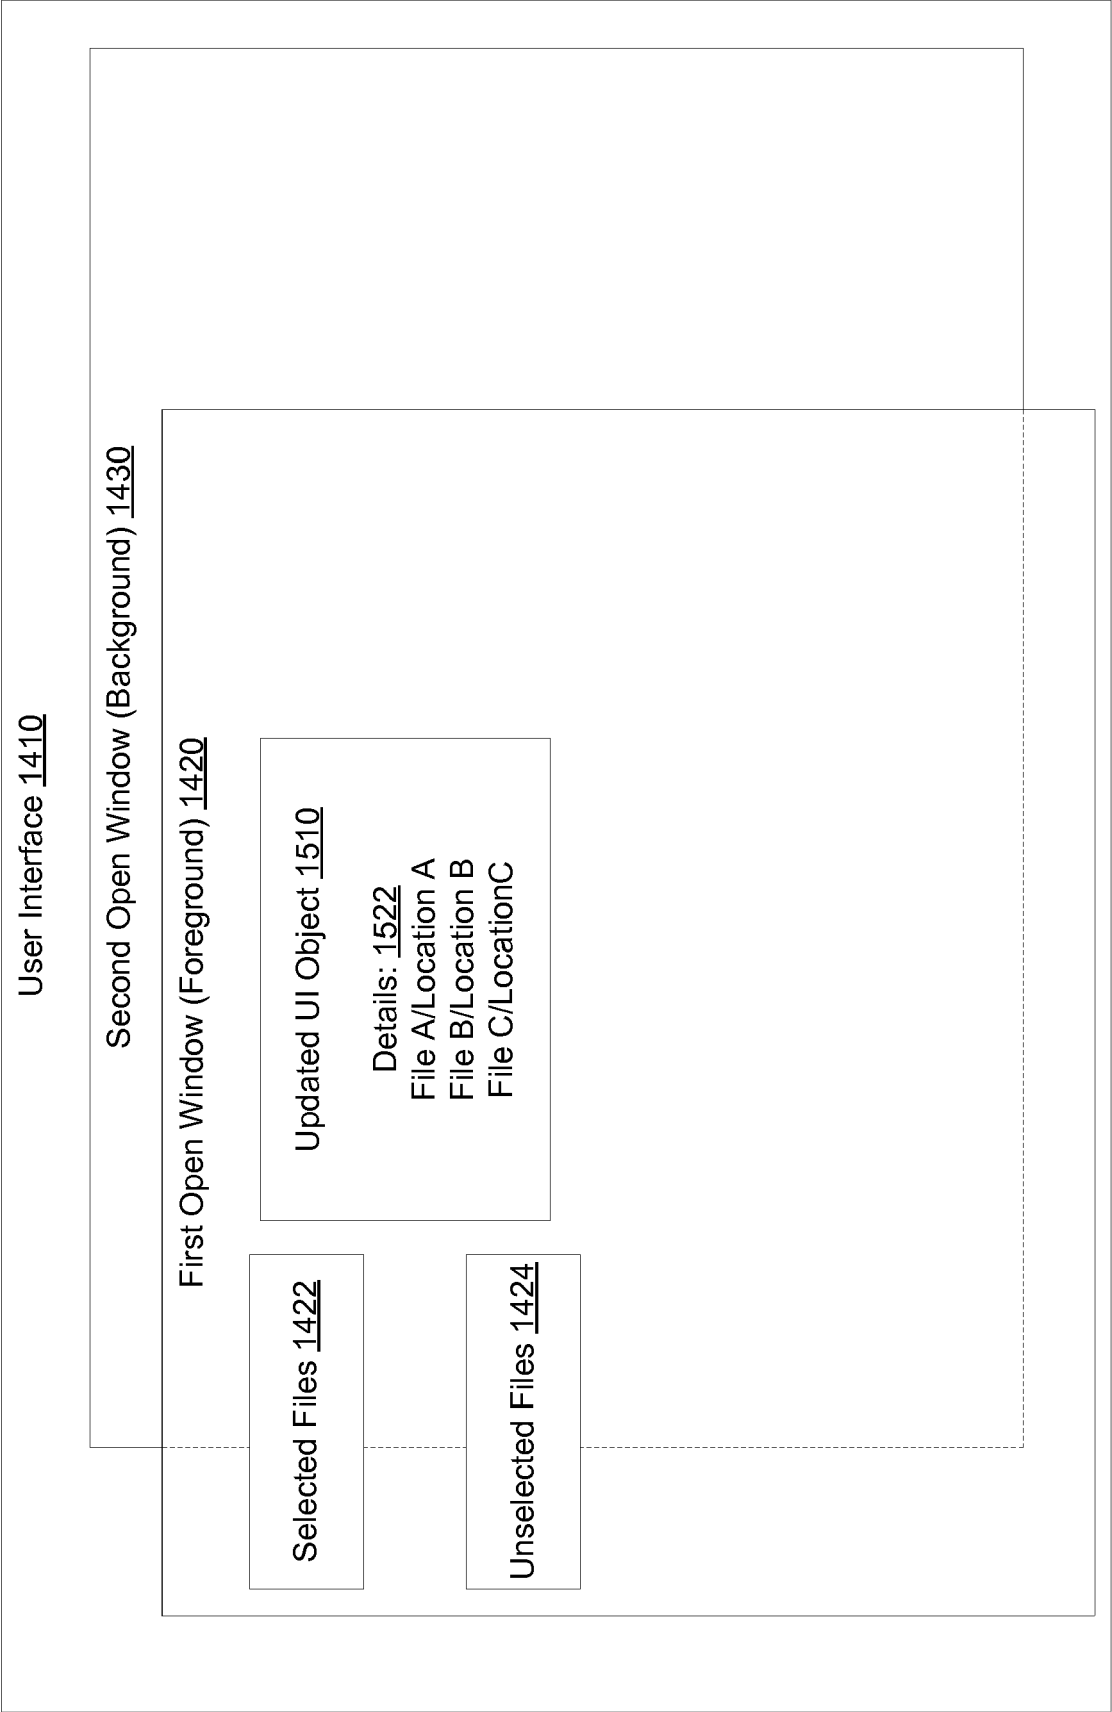 User Interface 1410
Second Open Window (Background) 1430
First Open Window (Foreground) 1420
Selected Files 1422
Updated UI Object 1510
Details: 1522
File A/Location A
File B/Location B
File C/LocationC
Unselected Files 1424